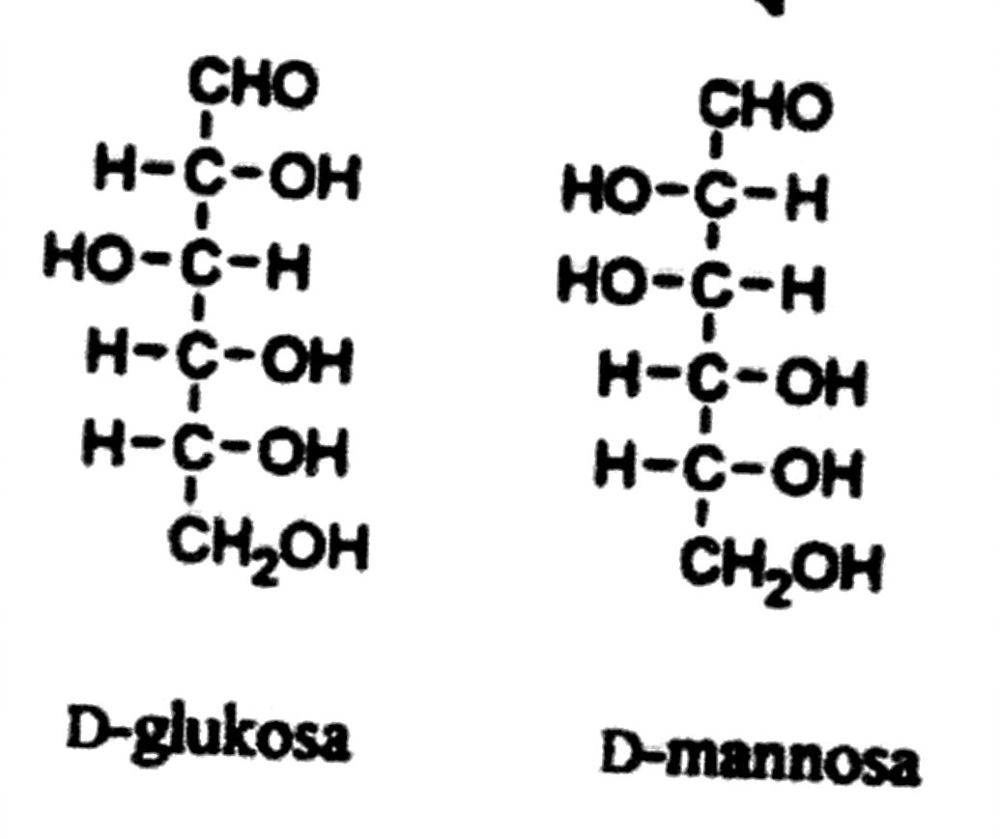 CHO
H-C-OH
HO-C-H
H-C-OH
H-C-OH
CH₂OH
D-glukosa
CHO
HO-C-H
HO-C-H
H-C-OH
H-C-OH
CH₂OH
D-mannosa